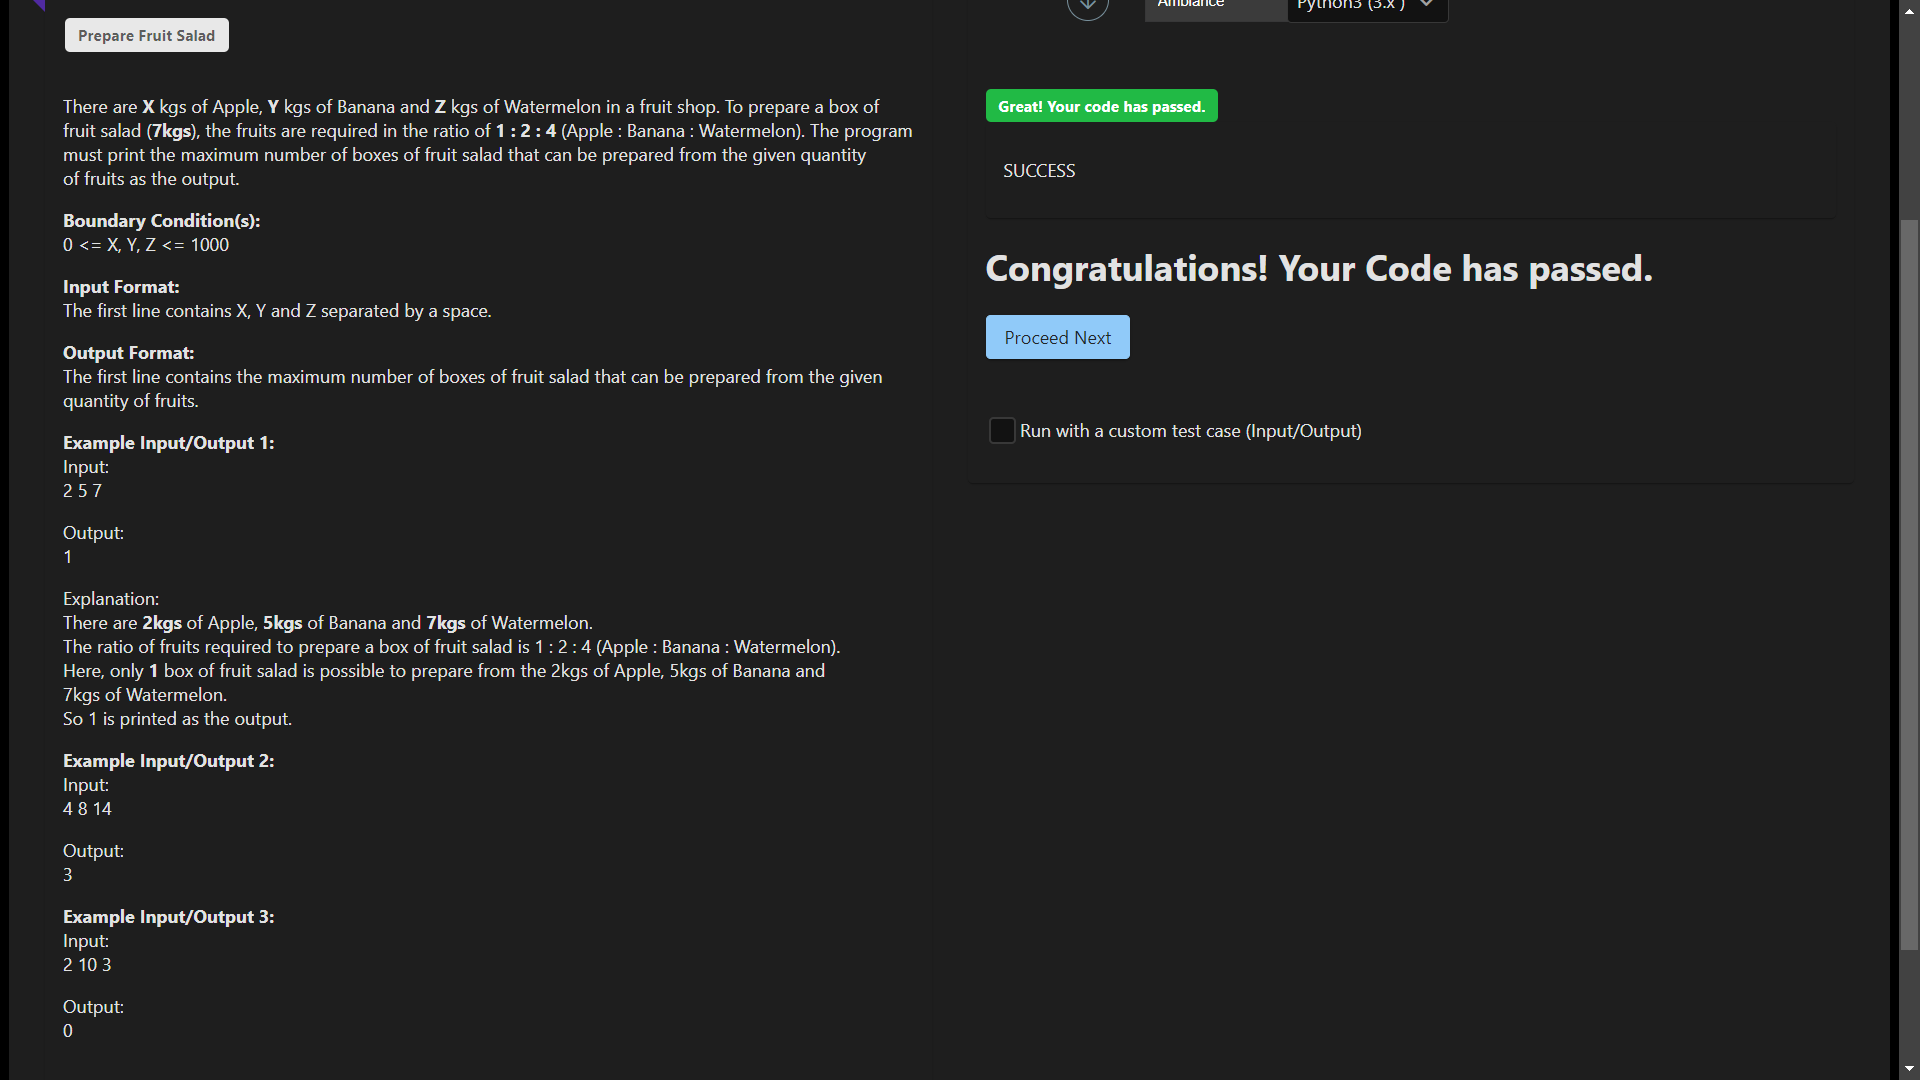 Prepare Fruit Salad
There are X kgs of Apple, Y kgs of Banana and Z kgs of Watermelon in a fruit shop. To prepare a box of
fruit salad (7kgs), the fruits are required in the ratio of 1 : 2 : 4 (Apple : Banana : Watermelon). The program
must print the maximum number of boxes of fruit salad that can be prepared from the given quantity
of fruits as the output.
Boundary Condition(s):
0 <= X, Y, Z <= 1000
Input Format:
The first line contains X, Y and Z separated by a space.
Output Format:
The first line contains the maximum number of boxes of fruit salad that can be prepared from the given
quantity of fruits.
Example Input/Output 1:
Input:
2 5 7
Output:
1
Explanation:
There are 2kgs of Apple, 5kgs of Banana and 7kgs of Watermelon.
The ratio of fruits required to prepare a box of fruit salad is 1 : 2 : 4 (Apple : Banana : Watermelon).
Here, only 1 box of fruit salad is possible to prepare from the 2kgs of Apple, 5kgs of Banana and
7kgs of Watermelon.
So 1 is printed as the output.
Example Input/Output 2:
Input:
4 8 14
Output:
3
Example Input/Output 3:
Input:
2 10 3
Output:
0
Ambiance
Python3 (3.x )
Great! Your code has passed.
SUCCESS
Congratulations! Your Code has passed.
Proceed Next
Run with a custom test case (Input/Output)